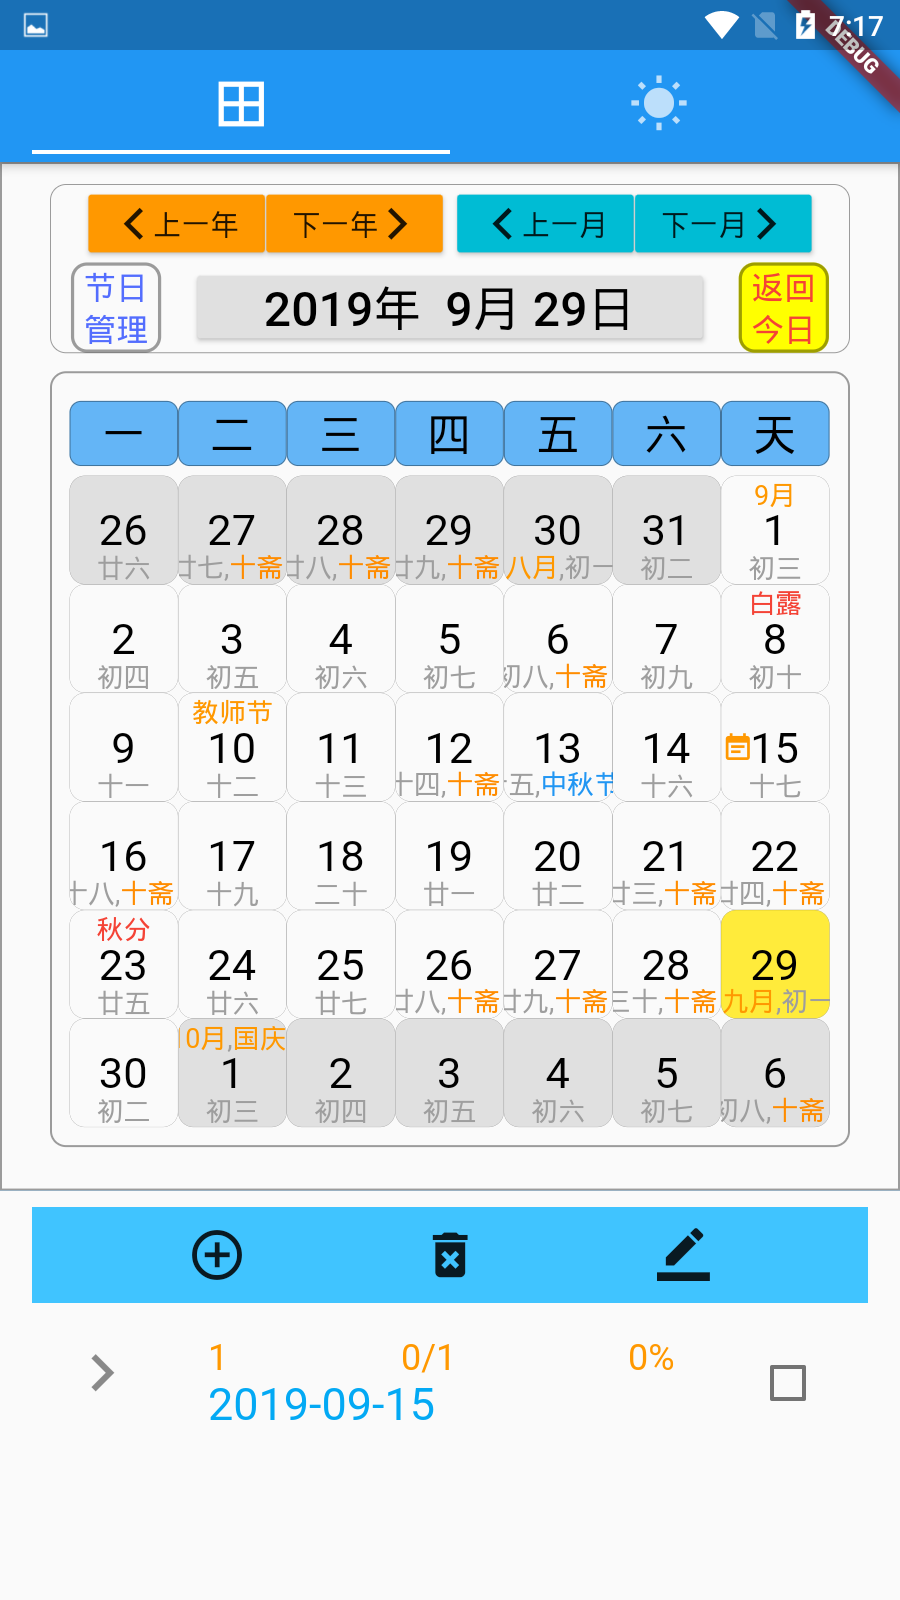 7:17
DEBUG
上一年 下一年 上一月 下一月
节日
管理
2019年 9月 29日
返回
今日
一 二 三 四 五 六 天
9月
26 27 28 29 30 31 1
廿六 廿七,十斋 廿八,十斋 廿九,十斋 八月,初一 初二 初三
白露
2 3 4 5 6 7 8
初四 初五 初六 初七 初八,十斋 初九 初十
教师节
9 10 11 12 13 14 15
十一 十二 十三 十四,十斋 五,中秋节 十六 十七
16 17 18 19 20 21 22
十八,十斋 十九 二十 廿一 廿二 廿三,十斋 廿四,十斋
秋分
23 24 25 26 27 28 29
廿五 廿六 廿七 廿八,十斋 廿九,十斋 三十,十斋 九月,初一
0月,国庆
30 1 2 3 4 5 6
初二 初三 初四 初五 初六 初七 初八,十斋
1 0/1 0%
2019-09-15